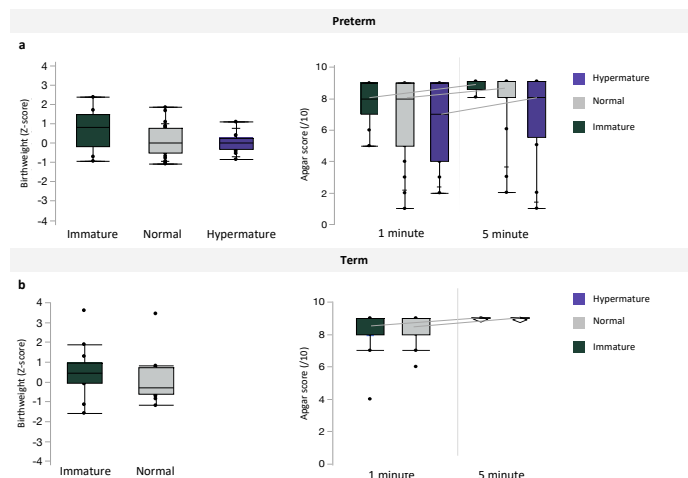 Preterm
a
Birthweight (Z-score)
4
3
2
1
0
-1
-2
-3
-4
Immature
Normal
Hypermature
Apgar score (/10)
10
8
6
4
2
0
1 minute
5 minute
Hypermature
Normal
Immature
Term
b
Birthweight (Z-score)
4
3
2
1
0
-1
-2
-3
-4
Immature
Normal
Apgar score (/10)
10
8
6
4
2
0
1 minute
5 minute
Hypermature
Normal
Immature